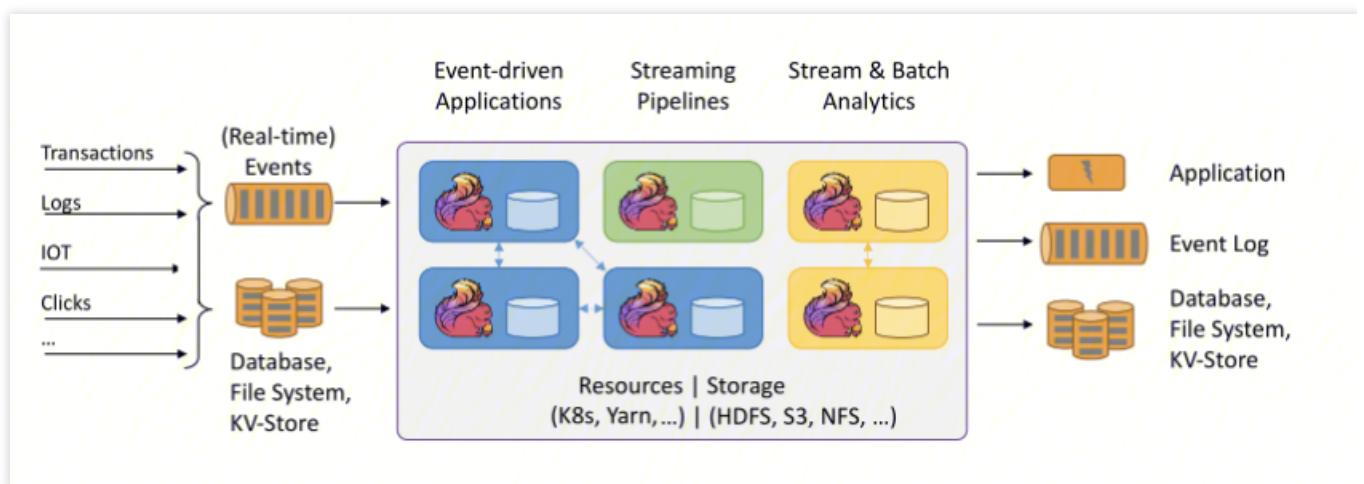 Event-driven
Applications
Streaming
Pipelines
Stream & Batch
Analytics
Transactions
Logs
IOT
Clicks
...
(Real-time)
Events
Database,
File System,
KV-Store
Resources | Storage
(K8s, Yarn, ...) | (HDFS, S3, NFS, ...)
Application
Event Log
Database,
File System,
KV-Store